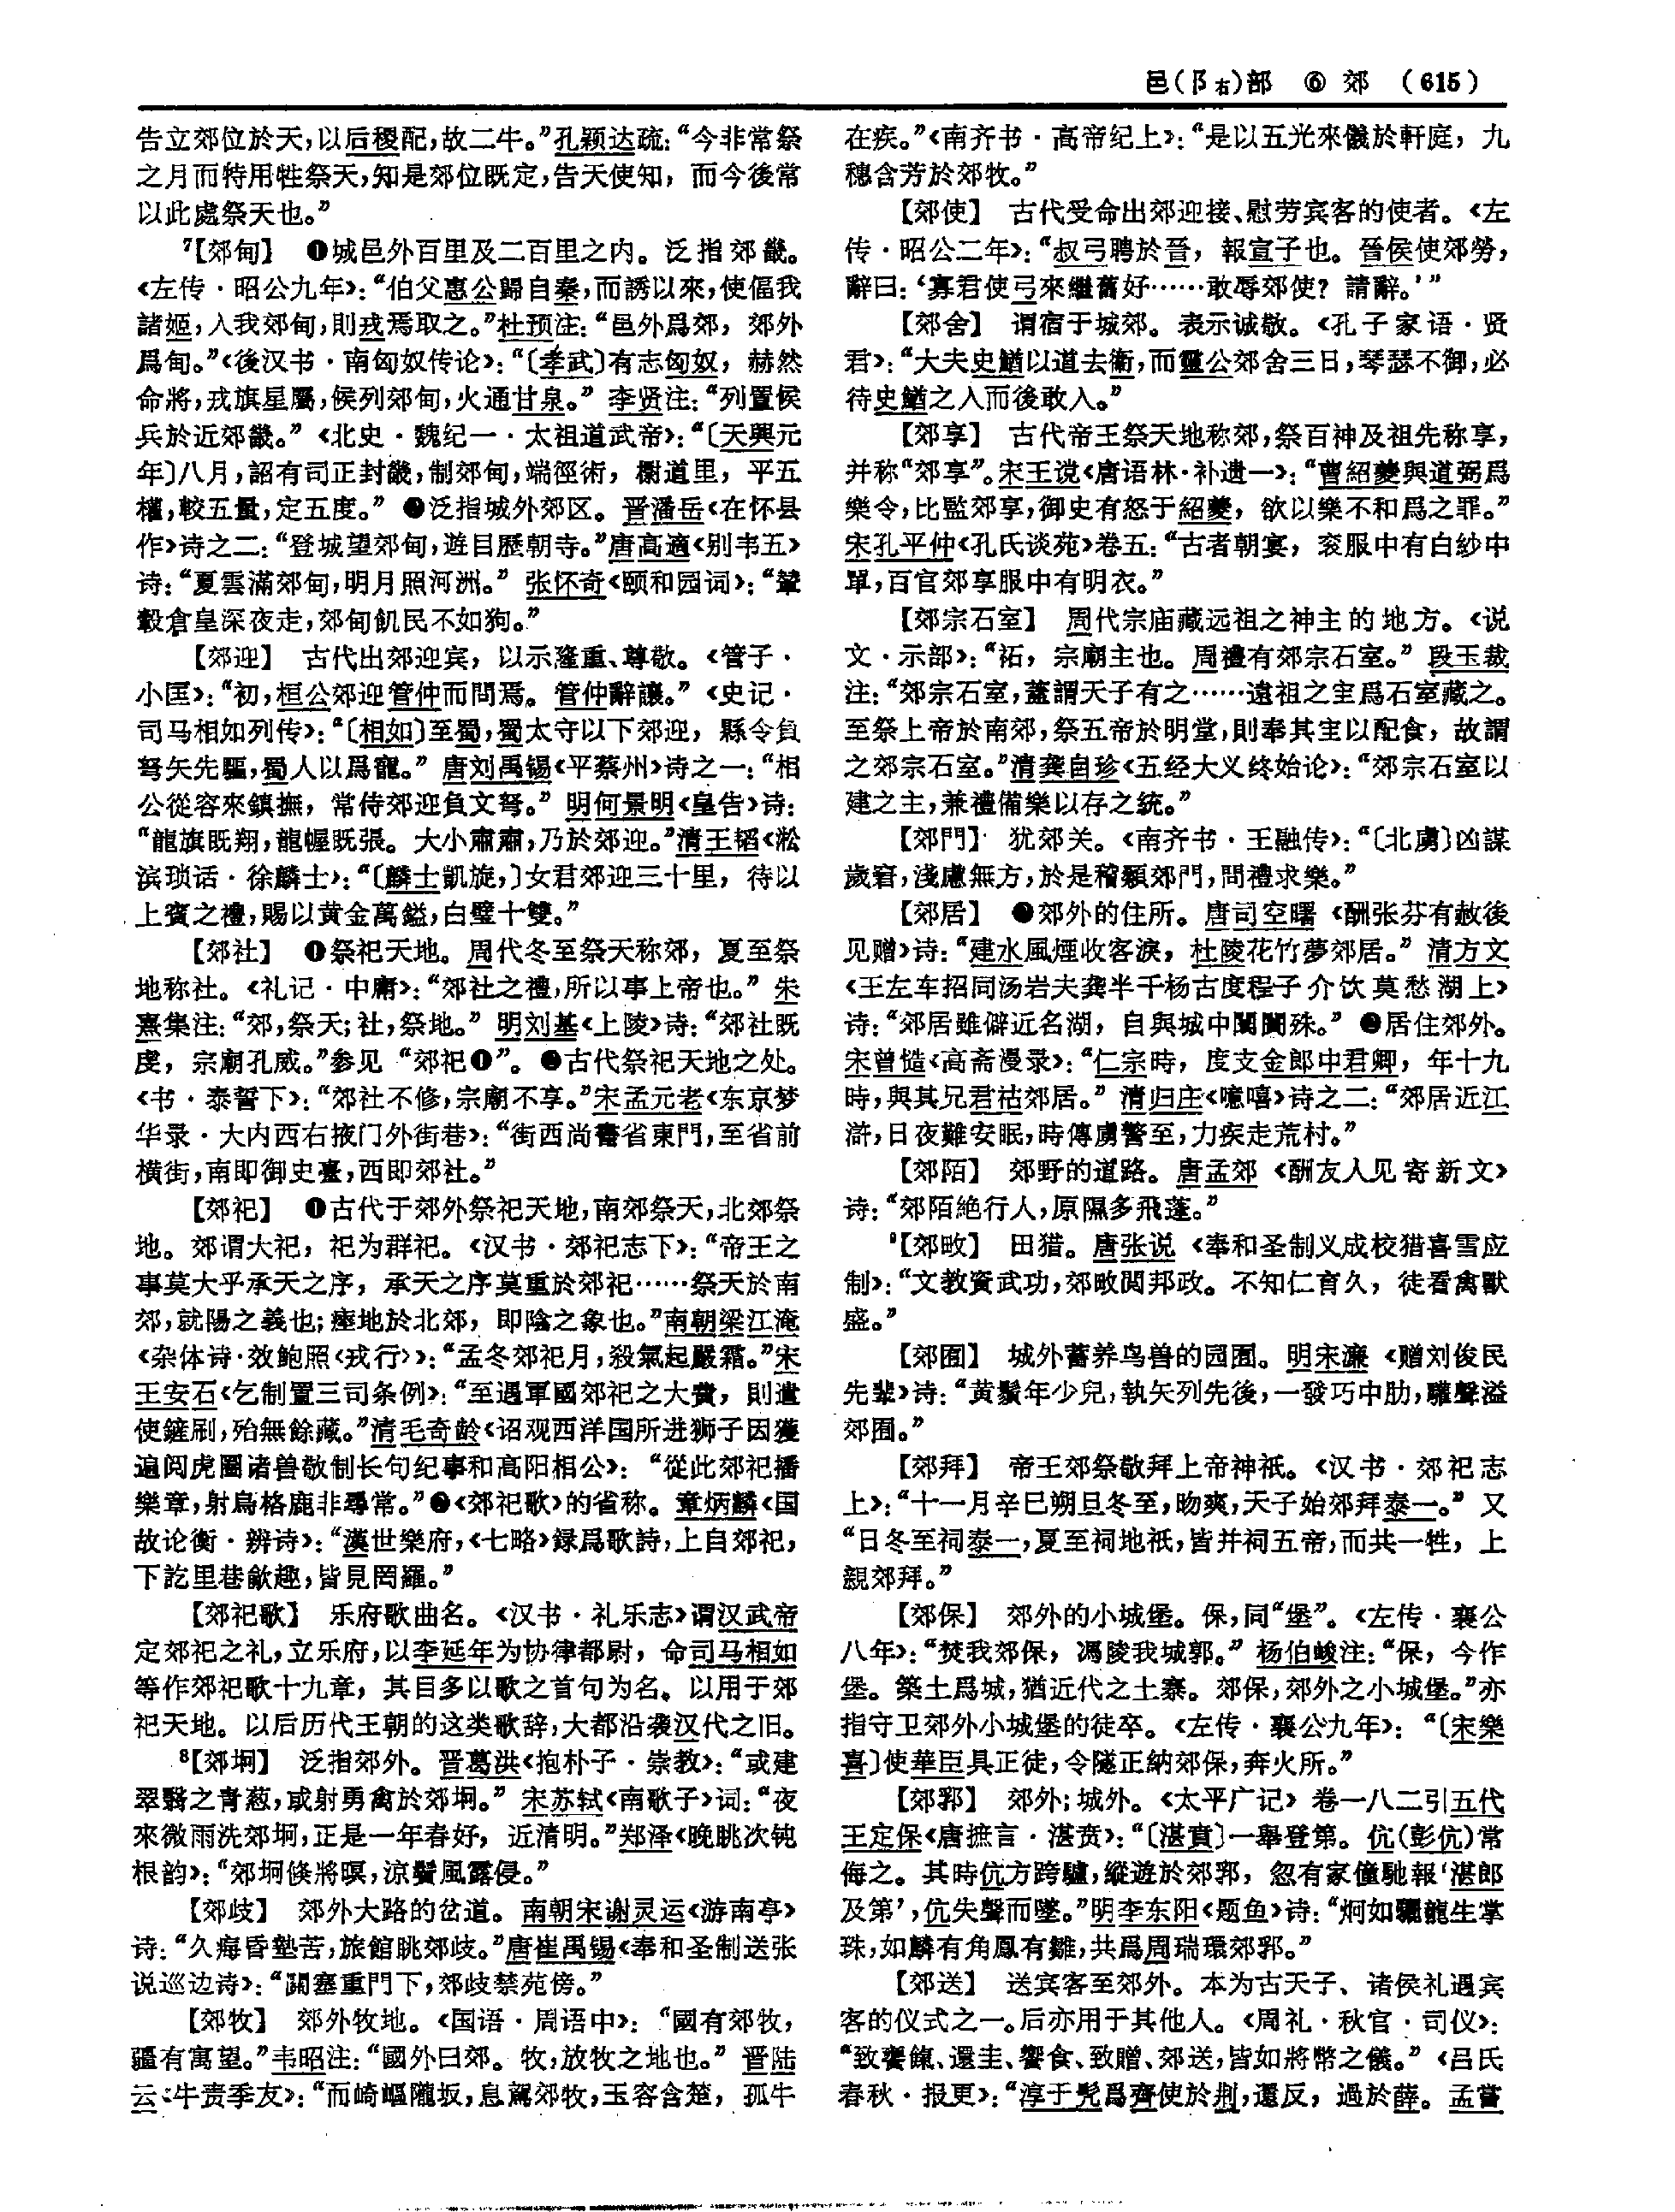 邑(阝右)部 ⑥ 郊 (615)
告立郊位於天,以后稷配,故二牛。”孔颖达疏:“今非常祭
之月而特用牲祭天,知是郊位既定,告天使知,而今後常
以此處祭天也。”
⁷【郊甸】 ❶城邑外百里及二百里之内。泛指郊畿。
《左传·昭公九年》:“伯父惠公歸自秦,而誘以來,使偪我
諸姬,入我郊甸,則戎焉取之。”杜预注:“邑外爲郊,郊外
爲甸。”《後汉书·南匈奴传论》:“〔孝武〕有志匈奴,赫然
命將,戎旗星屬,候列郊甸,火通甘泉。” 李贤注:“列置候
兵於近郊畿。”《北史·魏纪一·太祖道武帝》:“〔天興元
年〕八月,詔有司正封畿,制郊甸,端徑術,標道里,平五
權,較五量,定五度。” ❷泛指城外郊区。晋潘岳《在怀县
作》诗之二:“登城望郊甸,遊目歷朝寺。”唐高適《别韦五》
诗:“夏雲滿郊甸,明月照河洲。” 张怀奇《颐和园词》:“輦
轂倉皇深夜走,郊甸飢民不如狗。”
【郊迎】 古代出郊迎宾,以示隆重、尊敬。《管子·
小匡》:“初,桓公郊迎管仲而問焉。管仲辭讓。”《史记·
司马相如列传》:“〔相如〕至蜀,蜀太守以下郊迎,縣令負
弩矢先驅,蜀人以爲寵。” 唐刘禹锡《平蔡州》诗之一:“相
公從容來鎮撫,常侍郊迎負文弩。” 明何景明《皇告》诗:
“龍旗既翔,龍幄既張。大小肅肅,乃於郊迎。”清王韬《淞
滨琐话·徐麟士》:“〔麟士凱旋,〕女君郊迎三十里,待以
上賓之禮,賜以黄金萬鎰,白璧十雙。”
【郊社】 ❶祭祀天地。周代冬至祭天称郊,夏至祭
地称社。《礼记·中庸》:“郊社之禮,所以事上帝也。” 朱
熹集注:“郊,祭天;社,祭地。” 明刘基《上陵》诗:“郊社既
虔,宗廟孔威。”参见“郊祀❶”。❷古代祭祀天地之处。
《书·泰誓下》:“郊社不修,宗廟不享。”宋孟元老《东京梦
华录·大内西右掖门外街巷》:“街西尚書省東門,至省前
橫街,南即御史臺,西即郊社。”
【郊祀】 ❶古代于郊外祭祀天地,南郊祭天,北郊祭
地。郊谓大祀,祀为群祀。《汉书·郊祀志下》:“帝王之
事莫大乎承天之序,承天之序莫重於郊祀……祭天於南
郊,就陽之義也;瘞地於北郊,即陰之象也。”南朝梁江淹
《杂体诗·效鲍照〈戎行〉》:“孟冬郊祀月,殺氣起嚴霜。”宋
王安石《乞制置三司条例》:“至遇軍國郊祀之大費,則遣
使鏟刷,殆無餘藏。”清毛奇龄《诏观西洋国所进狮子因獲
遍阅虎圈诸兽敬制长句纪事和高阳相公》:“從此郊祀播
樂章,射烏格鹿非尋常。”❷《郊祀歌》的省称。章炳麟《国
故论衡·辨诗》:“漢世樂府,《七略》録爲歌詩,上自郊祀,
下訖里巷歈趣,皆見罔羅。”
【郊祀歌】 乐府歌曲名。《汉书·礼乐志》谓汉武帝
定郊祀之礼,立乐府,以李延年为协律都尉,命司马相如
等作郊祀歌十九章,其目多以歌之首句为名。以用于郊
祀天地。以后历代王朝的这类歌辞,大都沿袭汉代之旧。
⁸【郊坰】 泛指郊外。晋葛洪《抱朴子·崇教》:“或建
翠翳之青葱,或射勇禽於郊坰。” 宋苏轼《南歌子》词:“夜
來微雨洗郊坰,正是一年春好,近清明。”郑泽《晚眺次钝
根韵》:“郊坰倏將暝,涼鬢風露侵。”
【郊歧】 郊外大路的岔道。南朝宋谢灵运《游南亭》
诗:“久痗昏墊苦,旅館眺郊歧。”唐崔禹锡《奉和圣制送张
说巡边诗》:“關塞重門下,郊歧禁苑傍。”
【郊牧】 郊外牧地。《国语·周语中》:“國有郊牧,
疆有寓望。”韦昭注:“國外曰郊。牧,放牧之地也。” 晋陆
云《牛责季友》:“而崎嶇隴坂,息駕郊牧,玉容含楚,孤牛
在疾。”《南齐书·高帝纪上》:“是以五光來儀於軒庭,九
穗含芳於郊牧。”
【郊使】 古代受命出郊迎接、慰劳宾客的使者。《左
传·昭公二年》:“叔弓聘於晉,報宣子也。晉侯使郊勞,
辭曰:‘寡君使弓來繼舊好……敢辱郊使?請辭。’”
【郊舍】 谓宿于城郊。表示诚敬。《孔子家语·贤
君》:“大夫史鰌以道去衛,而靈公郊舍三日,琴瑟不御,必
待史鰌之入而後敢入。”
【郊享】 古代帝王祭天地称郊,祭百神及祖先称享,
并称“郊享”。宋王谠《唐语林·补遗一》:“曹紹夔與道弼爲
樂令,比監郊享,御史有怒于紹夔,欲以樂不和爲之罪。”
宋孔平仲《孔氏谈苑》卷五:“古者朝宴,衮服中有白紗中
單,百官郊享服中有明衣。”
【郊宗石室】 周代宗庙藏远祖之神主的地方。《说
文·示部》:“祏,宗廟主也。周禮有郊宗石室。” 段玉裁
注:“郊宗石室,蓋謂天子有之……遠祖之主爲石室藏之。
至祭上帝於南郊,祭五帝於明堂,則奉其主以配食,故謂
之郊宗石室。”清龚自珍《五经大义终始论》:“郊宗石室以
建之主,兼禮備樂以存之統。”
【郊門】 犹郊关。《南齐书·王融传》:“〔北虜〕凶謀
歲窘,淺慮無方,於是稽顙郊門,問禮求樂。”
【郊居】 ❶郊外的住所。唐司空曙《酬张芬有赦後
见赠》诗:“建水風煙收客淚,杜陵花竹夢郊居。” 清方文
《王左车招同汤岩夫龚半千杨古度程子介饮莫愁湖上》
诗:“郊居雖僻近名湖,自與城中闤闠殊。” ❷居住郊外。
宋曾慥《高斋漫录》:“仁宗時,度支金郎中君卿,年十九
時,與其兄君祜郊居。” 清归庄《噫嘻》诗之二:“郊居近江
滸,日夜難安眠,時傳虜警至,力疾走荒村。”
【郊陌】 郊野的道路。唐孟郊《酬友人见寄新文》
诗:“郊陌絶行人,原隰多飛蓬。”
⁹【郊畋】 田猎。唐张说《奉和圣制义成校猎喜雪应
制》:“文教資武功,郊畋閱邦政。不知仁育久,徒看禽獸
盛。”
【郊囿】 城外蓄养鸟兽的园囿。明宋濂《赠刘俊民
先辈》诗:“黄鬚年少兒,執矢列先後,一發巧中肋,驩聲溢
郊囿。”
【郊拜】 帝王郊祭敬拜上帝神祇。《汉书·郊祀志
上》:“十一月辛巳朔旦冬至,昒爽,天子始郊拜泰一。” 又
“日冬至祠泰一,夏至祠地祇,皆并祠五帝,而共一牲,上
親郊拜。”
【郊保】 郊外的小城堡。保,同“堡”。《左传·襄公
八年》:“焚我郊保,馮陵我城郭。” 杨伯峻注:“保,今作
堡。築土爲城,猶近代之土寨。郊保,郊外之小城堡。”亦
指守卫郊外小城堡的徒卒。《左传·襄公九年》:“〔宋樂
喜〕使華臣具正徒,令隧正納郊保,奔火所。”
【郊郛】 郊外;城外。《太平广记》卷一八二引五代
王定保《唐摭言·湛贲》:“〔湛賁〕一舉登第。伉(彭伉)常
侮之。其時伉方跨驢,縱遊於郊郛,忽有家僮馳報‘湛郎
及第’,伉失聲而墜。”明李东阳《题鱼》诗:“炯如驪龍生掌
珠,如麟有角鳳有雛,共爲周瑞環郊郛。”
【郊送】 送宾客至郊外。本为古天子、诸侯礼遇宾
客的仪式之一。后亦用于其他人。《周礼·秋官·司仪》:
“致饔餼、還圭、饗食、致贈、郊送,皆如將幣之儀。”《吕氏
春秋·报更》:“淳于髡爲齊使於荆,還反,過於薛。孟嘗